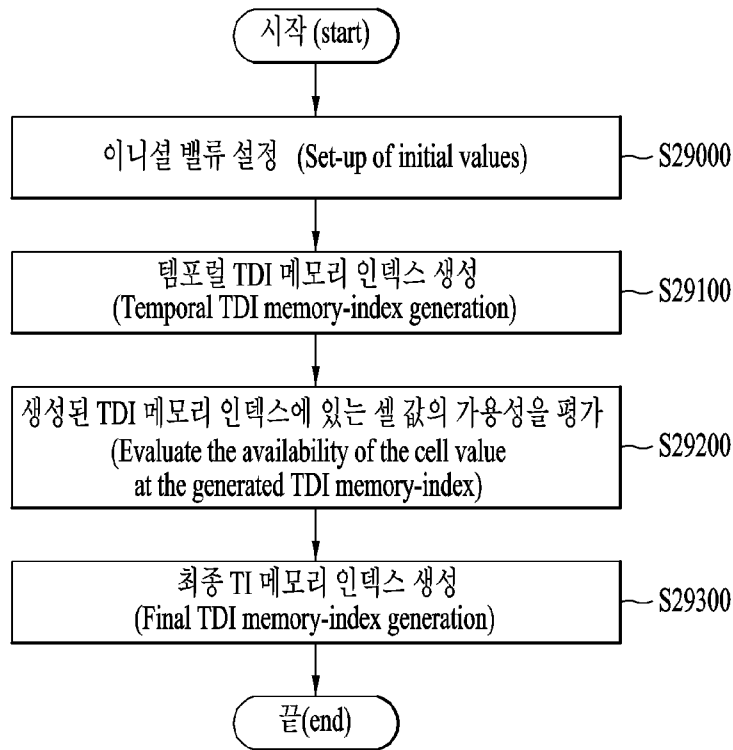 시작 (start)
이니셜 밸류 설정 (Set-up of initial values)
S29000
템포럴 TDI 메모리 인덱스 생성
(Temporal TDI memory-index generation)
S29100
생성된 TDI 메모리 인덱스에 있는 셀 값의 가용성을 평가
(Evaluate the availability of the cell value
at the generated TDI memory-index)
S29200
최종 TI 메모리 인덱스 생성
(Final TDI memory-index generation)
S29300
끝(end)